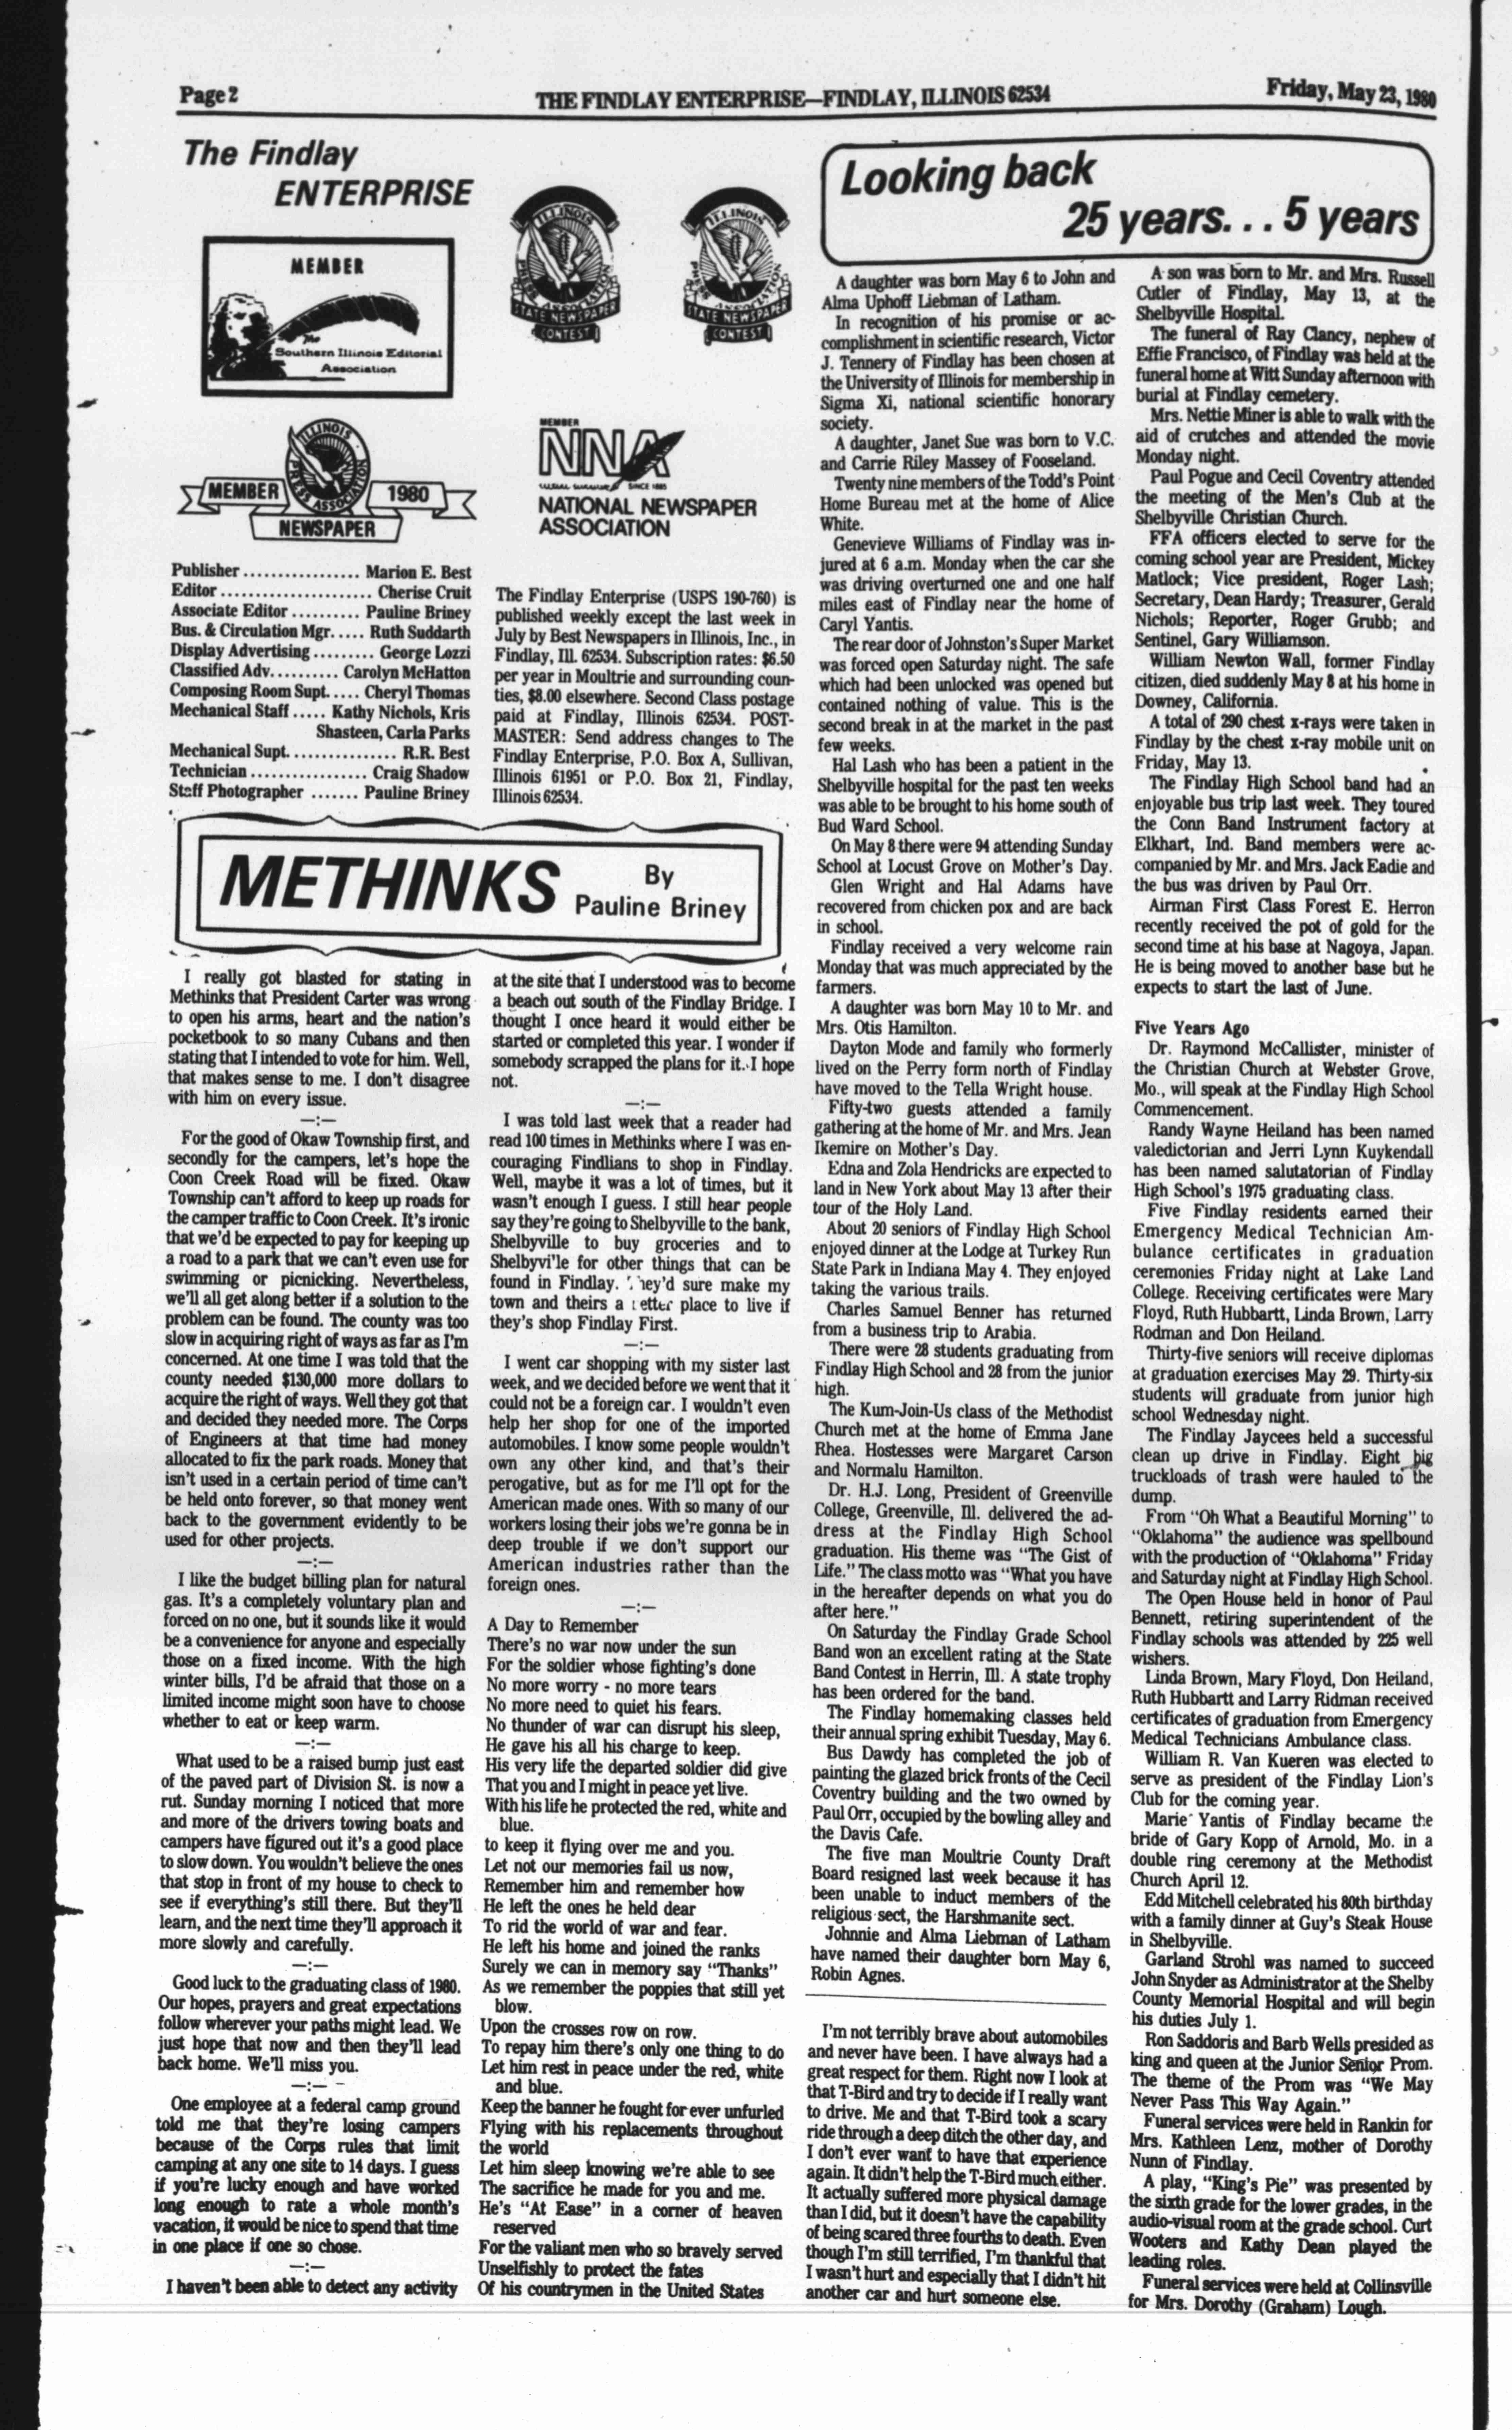 Page 2
THE FINDLAY ENTERPRISE—FINDLAY, ILLINOIS 62534
Friday, May 23, 1980
The Findlay
ENTERPRISE
MEMBER
The
Southern Illinois Editorial
Association
ILLINOIS
PRESS ASSOCIATION
STATE NEWSPAPER
CONTEST
ILLINOIS
PRESS ASSOCIATION
STATE NEWSPAPER
CONTEST
ILLINOIS
PRESS ASSOCIATION
MEMBER
1980
NEWSPAPER
MEMBER
NNA
SINCE 1885
NATIONAL NEWSPAPER
ASSOCIATION
Publisher ................. Marion E. Best
Editor ...................... Cherise Cruit
Associate Editor .......... Pauline Briney
Bus. & Circulation Mgr. .... Ruth Suddarth
Display Advertising ......... George Lozzi
Classified Adv. ......... Carolyn McHatton
Composing Room Supt. .... Cheryl Thomas
Mechanical Staff ..... Kathy Nichols, Kris
Shasteen, Carla Parks
Mechanical Supt. ............... R.R. Best
Technician ................. Craig Shadow
Staff Photographer ....... Pauline Briney
The Findlay Enterprise (USPS 190-760) is
published weekly except the last week in
July by Best Newspapers in Illinois, Inc., in
Findlay, Ill. 62534. Subscription rates: $6.50
per year in Moultrie and surrounding coun-
ties, $8.00 elsewhere. Second Class postage
paid at Findlay, Illinois 62534. POST-
MASTER: Send address changes to The
Findlay Enterprise, P.O. Box A, Sullivan,
Illinois 61951 or P.O. Box 21, Findlay,
Illinois 62534.
METHINKS
By
Pauline Briney
I really got blasted for stating in
Methinks that President Carter was wrong
to open his arms, heart and the nation's
pocketbook to so many Cubans and then
stating that I intended to vote for him. Well,
that makes sense to me. I don't disagree
with him on every issue.
—:—
For the good of Okaw Township first, and
secondly for the campers, let's hope the
Coon Creek Road will be fixed. Okaw
Township can't afford to keep up roads for
the camper traffic to Coon Creek. It's ironic
that we'd be expected to pay for keeping up
a road to a park that we can't even use for
swimming or picnicking. Nevertheless,
we'll all get along better if a solution to the
problem can be found. The county was too
slow in acquiring right of ways as far as I'm
concerned. At one time I was told that the
county needed $130,000 more dollars to
acquire the right of ways. Well they got that
and decided they needed more. The Corps
of Engineers at that time had money
allocated to fix the park roads. Money that
isn't used in a certain period of time can't
be held onto forever, so that money went
back to the government evidently to be
used for other projects.
—:—
I like the budget billing plan for natural
gas. It's a completely voluntary plan and
forced on no one, but it sounds like it would
be a convenience for anyone and especially
those on a fixed income. With the high
winter bills, I'd be afraid that those on a
limited income might soon have to choose
whether to eat or keep warm.
—:—
What used to be a raised bump just east
of the paved part of Division St. is now a
rut. Sunday morning I noticed that more
and more of the drivers towing boats and
campers have figured out it's a good place
to slow down. You wouldn't believe the ones
that stop in front of my house to check to
see if everything's still there. But they'll
learn, and the next time they'll approach it
more slowly and carefully.
—:—
Good luck to the graduating class of 1980.
Our hopes, prayers and great expectations
follow wherever your paths might lead. We
just hope that now and then they'll lead
back home. We'll miss you.
—:—
One employee at a federal camp ground
told me that they're losing campers
because of the Corps rules that limit
camping at any one site to 14 days. I guess
if you're lucky enough and have worked
long enough to rate a whole month's
vacation, it would be nice to spend that time
in one place if one so chose.
—:—
I haven't been able to detect any activity
at the site that I understood was to become
a beach out south of the Findlay Bridge. I
thought I once heard it would either be
started or completed this year. I wonder if
somebody scrapped the plans for it. I hope
not.
—:—
I was told last week that a reader had
read 100 times in Methinks where I was en-
couraging Findlians to shop in Findlay.
Well, maybe it was a lot of times, but it
wasn't enough I guess. I still hear people
say they're going to Shelbyville to the bank,
Shelbyville to buy groceries and to
Shelbyville for other things that can be
found in Findlay. They'd sure make my
town and theirs a better place to live if
they's shop Findlay First.
—:—
I went car shopping with my sister last
week, and we decided before we went that it
could not be a foreign car. I wouldn't even
help her shop for one of the imported
automobiles. I know some people wouldn't
own any other kind, and that's their
perogative, but as for me I'll opt for the
American made ones. With so many of our
workers losing their jobs we're gonna be in
deep trouble if we don't support our
American industries rather than the
foreign ones.
—:—
A Day to Remember
There's no war now under the sun
For the soldier whose fighting's done
No more worry - no more tears
No more need to quiet his fears.
No thunder of war can disrupt his sleep,
He gave his all his charge to keep.
His very life the departed soldier did give
That you and I might in peace yet live.
With his life he protected the red, white and
blue.
to keep it flying over me and you.
Let not our memories fail us now,
Remember him and remember how
He left the ones he held dear
To rid the world of war and fear.
He left his home and joined the ranks
Surely we can in memory say "Thanks"
As we remember the poppies that still yet
blow.
Upon the crosses row on row.
To repay him there's only one thing to do
Let him rest in peace under the red, white
and blue.
Keep the banner he fought for ever unfurled
Flying with his replacements throughout
the world
Let him sleep knowing we're able to see
The sacrifice he made for you and me.
He's "At Ease" in a corner of heaven
reserved
For the valiant men who so bravely served
Unselfishly to protect the fates
Of his countrymen in the United States
Looking back
25 years. . . 5 years
A daughter was born May 6 to John and
Alma Uphoff Liebman of Latham.
In recognition of his promise or ac-
complishment in scientific research, Victor
J. Tennery of Findlay has been chosen at
the University of Illinois for membership in
Sigma Xi, national scientific honorary
society.
A daughter, Janet Sue was born to V.C.
and Carrie Riley Massey of Fooseland.
Twenty nine members of the Todd's Point
Home Bureau met at the home of Alice
White.
Genevieve Williams of Findlay was in-
jured at 6 a.m. Monday when the car she
was driving overturned one and one half
miles east of Findlay near the home of
Caryl Yantis.
The rear door of Johnston's Super Market
was forced open Saturday night. The safe
which had been unlocked was opened but
contained nothing of value. This is the
second break in at the market in the past
few weeks.
Hal Lash who has been a patient in the
Shelbyville hospital for the past ten weeks
was able to be brought to his home south of
Bud Ward School.
On May 8 there were 94 attending Sunday
School at Locust Grove on Mother's Day.
Glen Wright and Hal Adams have
recovered from chicken pox and are back
in school.
Findlay received a very welcome rain
Monday that was much appreciated by the
farmers.
A daughter was born May 10 to Mr. and
Mrs. Otis Hamilton.
Dayton Mode and family who formerly
lived on the Perry form north of Findlay
have moved to the Tella Wright house.
Fifty-two guests attended a family
gathering at the home of Mr. and Mrs. Jean
Ikemire on Mother's Day.
Edna and Zola Hendricks are expected to
land in New York about May 13 after their
tour of the Holy Land.
About 20 seniors of Findlay High School
enjoyed dinner at the Lodge at Turkey Run
State Park in Indiana May 4. They enjoyed
taking the various trails.
Charles Samuel Benner has returned
from a business trip to Arabia.
There were 28 students graduating from
Findlay High School and 28 from the junior
high.
The Kum-Join-Us class of the Methodist
Church met at the home of Emma Jane
Rhea. Hostesses were Margaret Carson
and Normalu Hamilton.
Dr. H.J. Long, President of Greenville
College, Greenville, Ill. delivered the ad-
dress at the Findlay High School
graduation. His theme was "The Gist of
Life." The class motto was "What you have
in the hereafter depends on what you do
after here."
On Saturday the Findlay Grade School
Band won an excellent rating at the State
Band Contest in Herrin, Ill. A state trophy
has been ordered for the band.
The Findlay homemaking classes held
their annual spring exhibit Tuesday, May 6.
Bus Dawdy has completed the job of
painting the glazed brick fronts of the Cecil
Coventry building and the two owned by
Paul Orr, occupied by the bowling alley and
the Davis Cafe.
The five man Moultrie County Draft
Board resigned last week because it has
been unable to induct members of the
religious sect, the Harshmanite sect.
Johnnie and Alma Liebman of Latham
have named their daughter born May 6,
Robin Agnes.
I'm not terribly brave about automobiles
and never have been. I have always had a
great respect for them. Right now I look at
that T-Bird and try to decide if I really want
to drive. Me and that T-Bird took a scary
ride through a deep ditch the other day, and
I don't ever want to have that experience
again. It didn't help the T-Bird much either.
It actually suffered more physical damage
than I did, but it doesn't have the capability
of being scared three fourths to death. Even
though I'm still terrified, I'm thankful that
I wasn't hurt and especially that I didn't hit
another car and hurt someone else.
A son was born to Mr. and Mrs. Russell
Cutler of Findlay, May 13, at the
Shelbyville Hospital.
The funeral of Ray Clancy, nephew of
Effie Francisco, of Findlay was held at the
funeral home at Witt Sunday afternoon with
burial at Findlay cemetery.
Mrs. Nettie Miner is able to walk with the
aid of crutches and attended the movie
Monday night.
Paul Pogue and Cecil Coventry attended
the meeting of the Men's Club at the
Shelbyville Christian Church.
FFA officers elected to serve for the
coming school year are President, Mickey
Matlock; Vice president, Roger Lash;
Secretary, Dean Hardy; Treasurer, Gerald
Nichols; Reporter, Roger Grubb; and
Sentinel, Gary Williamson.
William Newton Wall, former Findlay
citizen, died suddenly May 8 at his home in
Downey, California.
A total of 290 chest x-rays were taken in
Findlay by the chest x-ray mobile unit on
Friday, May 13.
The Findlay High School band had an
enjoyable bus trip last week. They toured
the Conn Band Instrument factory at
Elkhart, Ind. Band members were ac-
companied by Mr. and Mrs. Jack Eadie and
the bus was driven by Paul Orr.
Airman First Class Forest E. Herron
recently received the pot of gold for the
second time at his base at Nagoya, Japan.
He is being moved to another base but he
expects to start the last of June.
Five Years Ago
Dr. Raymond McCallister, minister of
the Christian Church at Webster Grove,
Mo., will speak at the Findlay High School
Commencement.
Randy Wayne Heiland has been named
valedictorian and Jerri Lynn Kuykendall
has been named salutatorian of Findlay
High School's 1975 graduating class.
Five Findlay residents earned their
Emergency Medical Technician Am-
bulance certificates in graduation
ceremonies Friday night at Lake Land
College. Receiving certificates were Mary
Floyd, Ruth Hubbartt, Linda Brown, Larry
Rodman and Don Heiland.
Thirty-five seniors will receive diplomas
at graduation exercises May 29. Thirty-six
students will graduate from junior high
school Wednesday night.
The Findlay Jaycees held a successful
clean up drive in Findlay. Eight big
truckloads of trash were hauled to the
dump.
From "Oh What a Beautiful Morning" to
"Oklahoma" the audience was spellbound
with the production of "Oklahoma" Friday
and Saturday night at Findlay High School.
The Open House held in honor of Paul
Bennett, retiring superintendent of the
Findlay schools was attended by 225 well
wishers.
Linda Brown, Mary Floyd, Don Heiland,
Ruth Hubbartt and Larry Ridman received
certificates of graduation from Emergency
Medical Technicians Ambulance class.
William R. Van Kueren was elected to
serve as president of the Findlay Lion's
Club for the coming year.
Marie Yantis of Findlay became the
bride of Gary Kopp of Arnold, Mo. in a
double ring ceremony at the Methodist
Church April 12.
Edd Mitchell celebrated his 80th birthday
with a family dinner at Guy's Steak House
in Shelbyville.
Garland Strohl was named to succeed
John Snyder as Administrator at the Shelby
County Memorial Hospital and will begin
his duties July 1.
Ron Saddoris and Barb Wells presided as
king and queen at the Junior Senior Prom.
The theme of the Prom was "We May
Never Pass This Way Again."
Funeral services were held in Rankin for
Mrs. Kathleen Lenz, mother of Dorothy
Nunn of Findlay.
A play, "King's Pie" was presented by
the sixth grade for the lower grades, in the
audio-visual room at the grade school. Curt
Wooters and Kathy Dean played the
leading roles.
Funeral services were held at Collinsville
for Mrs. Dorothy (Graham) Lough.